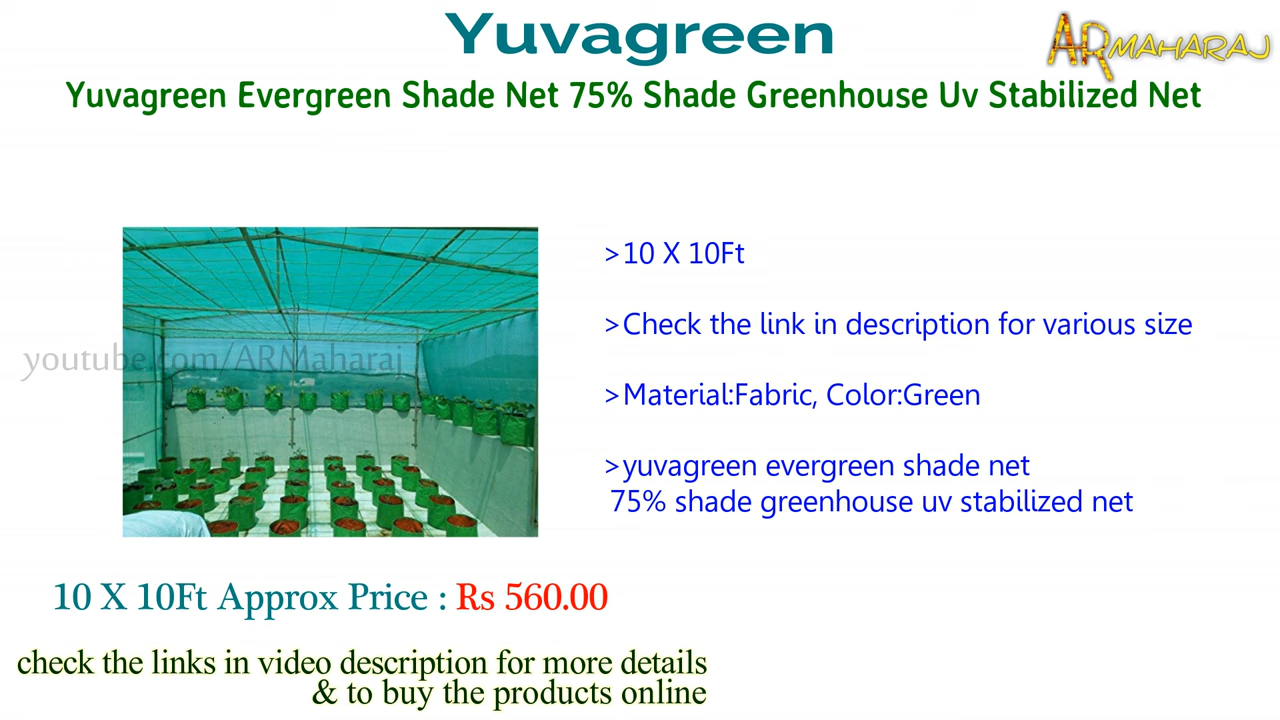 Yuvagreen
ARMAHARAJ
Yuvagreen Evergreen Shade Net 75% Shade Greenhouse Uv Stabilized Net
>10 X 10Ft
>Check the link in description for various size
youtube.com/ARMaharaj
>Material:Fabric, Color:Green
>yuvagreen evergreen shade net
75% shade greenhouse uv stabilized net
10 X 10Ft Approx Price : Rs 560.00
check the links in video description for more details
& to buy the products online